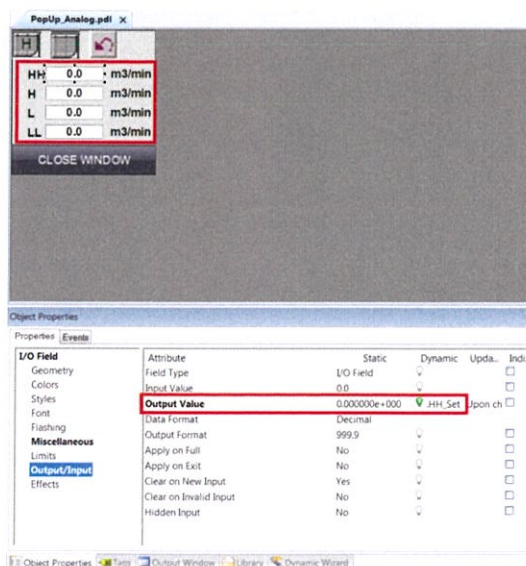 PopUp_Analog.pdl X
H
HH 0.0 m3/min
H 0.0 m3/min
L 0.0 m3/min
LL 0.0 m3/min
CLOSE WINDOW
Object Properties
Properties Events
I/O Field
Geometry
Colors
Styles
Font
Flashing
Miscellaneous
Limits
Output/Input
Effects
Attribute Static Dynamic Upda... Indi
Field Type I/O Field
Input Value 0.0
Output Value 0.000000e+000 .HH_Set Upon ch
Data Format Decimal
Output Format 999.9
Apply on Full No
Apply on Exit No
Clear on New Input Yes
Clear on Invalid Input No
Hidden Input No
Object Properties Tags Output Window Library Dynamic Wizard